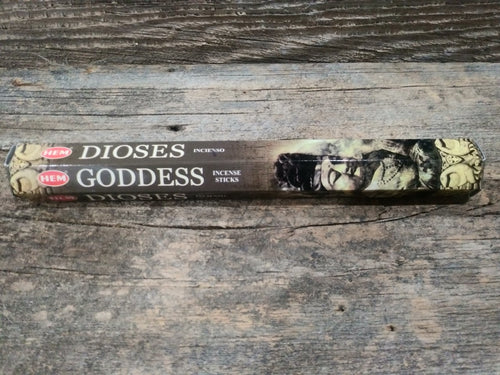 HEM DIOSES INCIENSO
HEM GODDESS INCENSE STICKS
HEM DIOSES